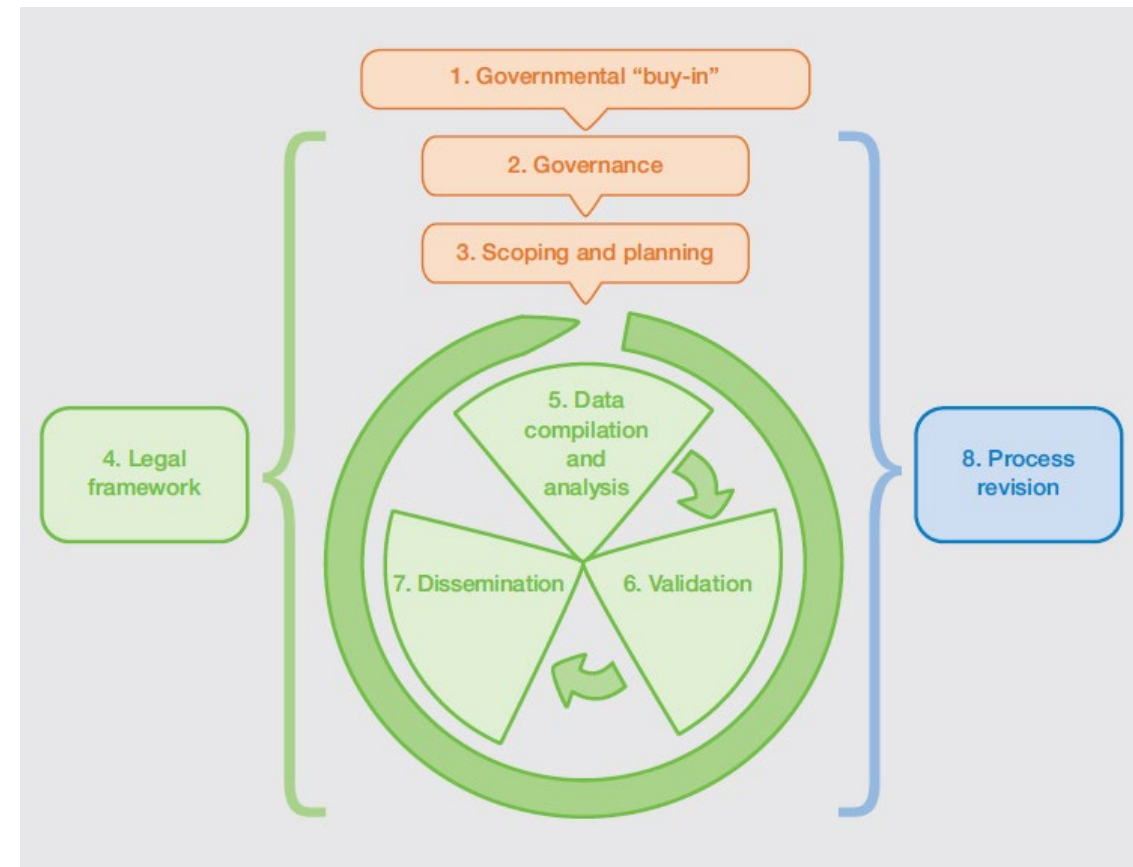 1. Governmental “buy-in”
2. Governance
3. Scoping and planning
4. Legal
framework
5. Data
compilation
and
analysis
6. Validation
7. Dissemination
8. Process
revision